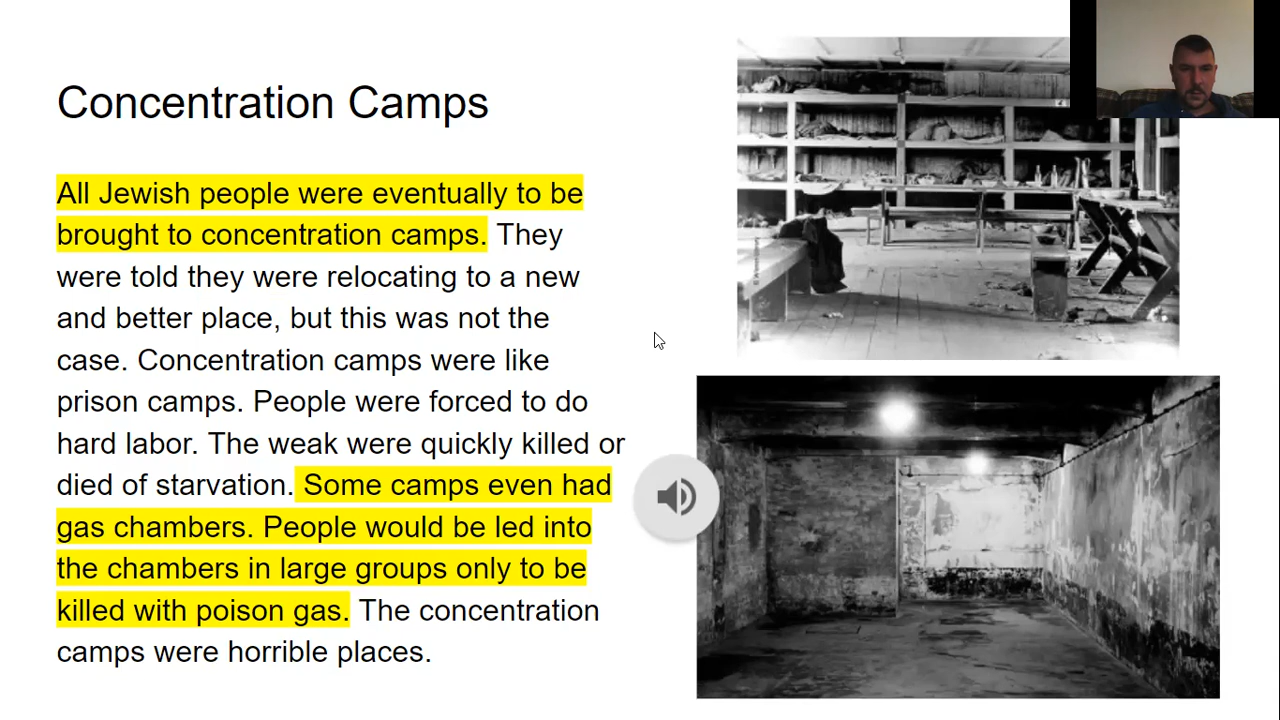 Concentration Camps
All Jewish people were eventually to be
brought to concentration camps. They
were told they were relocating to a new
and better place, but this was not the
case. Concentration camps were like
prison camps. People were forced to do
hard labor. The weak were quickly killed or
died of starvation. Some camps even had
gas chambers. People would be led into
the chambers in large groups only to be
killed with poison gas. The concentration
camps were horrible places.